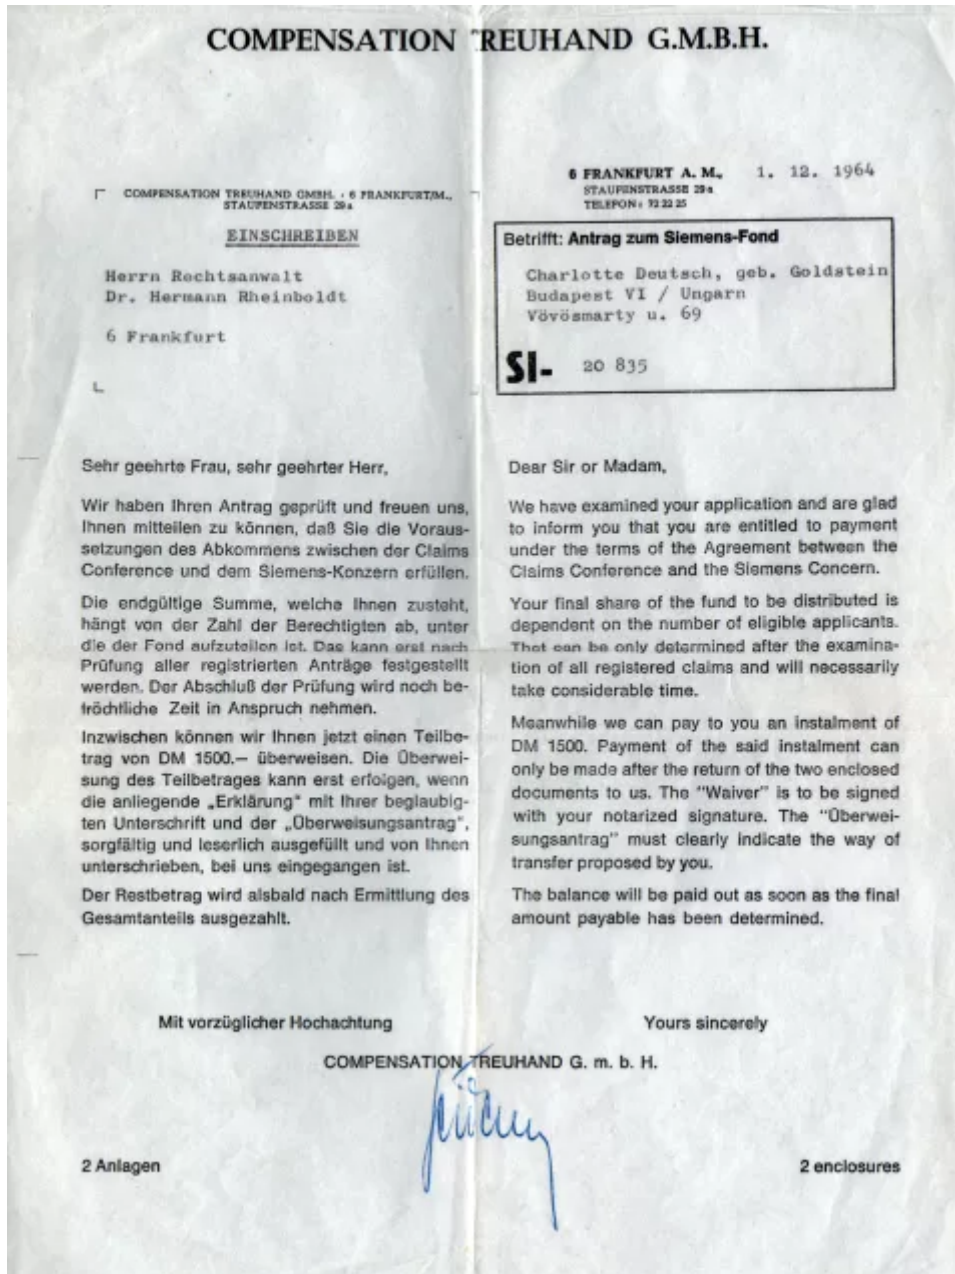 COMPENSATION TREUHAND G.M.B.H.
COMPENSATION TREUHAND GMBH. · 6 FRANKFURT/M.,
STAUFENSTRASSE 29a
EINSCHREIBEN
Herrn Rechtsanwalt
Dr. Hermann Rheinboldt
6 Frankfurt
6 FRANKFURT A. M., 1. 12. 1964
STAUFENSTRASSE 29a
TELEFON: 72 22 25
Betrifft: Antrag zum Siemens-Fond
Charlotte Deutsch, geb. Goldstein
Budapest VI / Ungarn
Vövösmarty u. 69
SI- 20 835
Sehr geehrte Frau, sehr geehrter Herr,
Wir haben Ihren Antrag geprüft und freuen uns,
Ihnen mitteilen zu können, daß Sie die Voraus-
setzungen des Abkommens zwischen der Claims
Conference und dem Siemens-Konzern erfüllen.
Die endgültige Summe, welche Ihnen zusteht,
hängt von der Zahl der Berechtigten ab, unter
die der Fond aufzuteilen ist. Das kann erst nach
Prüfung aller registrierten Anträge festgestellt
werden. Der Abschluß der Prüfung wird noch be-
trächtliche Zeit in Anspruch nehmen.
Inzwischen können wir Ihnen jetzt einen Teilbe-
trag von DM 1500.— überweisen. Die Überwei-
sung des Teilbetrages kann erst erfolgen, wenn
die anliegende „Erklärung" mit Ihrer beglaubig-
ten Unterschrift und der „Überweisungsantrag",
sorgfältig und leserlich ausgefüllt und von Ihnen
unterschrieben, bei uns eingegangen ist.
Der Restbetrag wird alsbald nach Ermittlung des
Gesamtanteils ausgezahlt.
Dear Sir or Madam,
We have examined your application and are glad
to inform you that you are entitled to payment
under the terms of the Agreement between the
Claims Conference and the Siemens Concern.
Your final share of the fund to be distributed is
dependent on the number of eligible applicants.
That can be only determined after the examina-
tion of all registered claims and will necessarily
take considerable time.
Meanwhile we can pay to you an instalment of
DM 1500. Payment of the said instalment can
only be made after the return of the two enclosed
documents to us. The "Waiver" is to be signed
with your notarized signature. The "Überwei-
sungsantrag" must clearly indicate the way of
transfer proposed by you.
The balance will be paid out as soon as the final
amount payable has been determined.
Mit vorzüglicher Hochachtung
Yours sincerely
COMPENSATION TREUHAND G. m. b. H.
2 Anlagen
2 enclosures